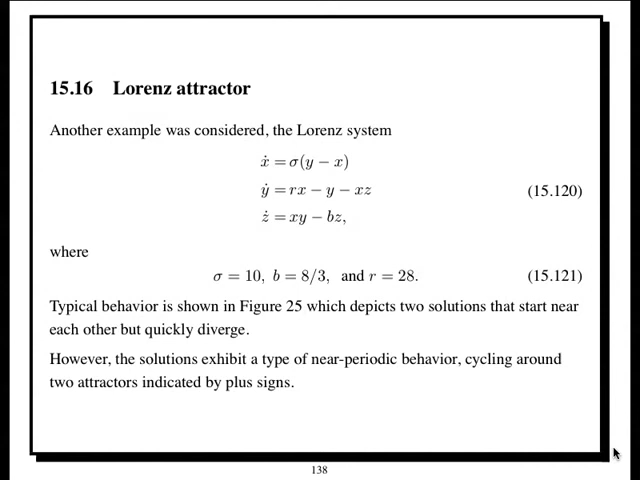 15.16 Lorenz attractor
Another example was considered, the Lorenz system
ẋ = σ(y − x)
ẏ = rx − y − xz (15.120)
ż = xy − bz,
where
σ = 10, b = 8/3, and r = 28. (15.121)
Typical behavior is shown in Figure 25 which depicts two solutions that start near
each other but quickly diverge.
However, the solutions exhibit a type of near-periodic behavior, cycling around
two attractors indicated by plus signs.
138